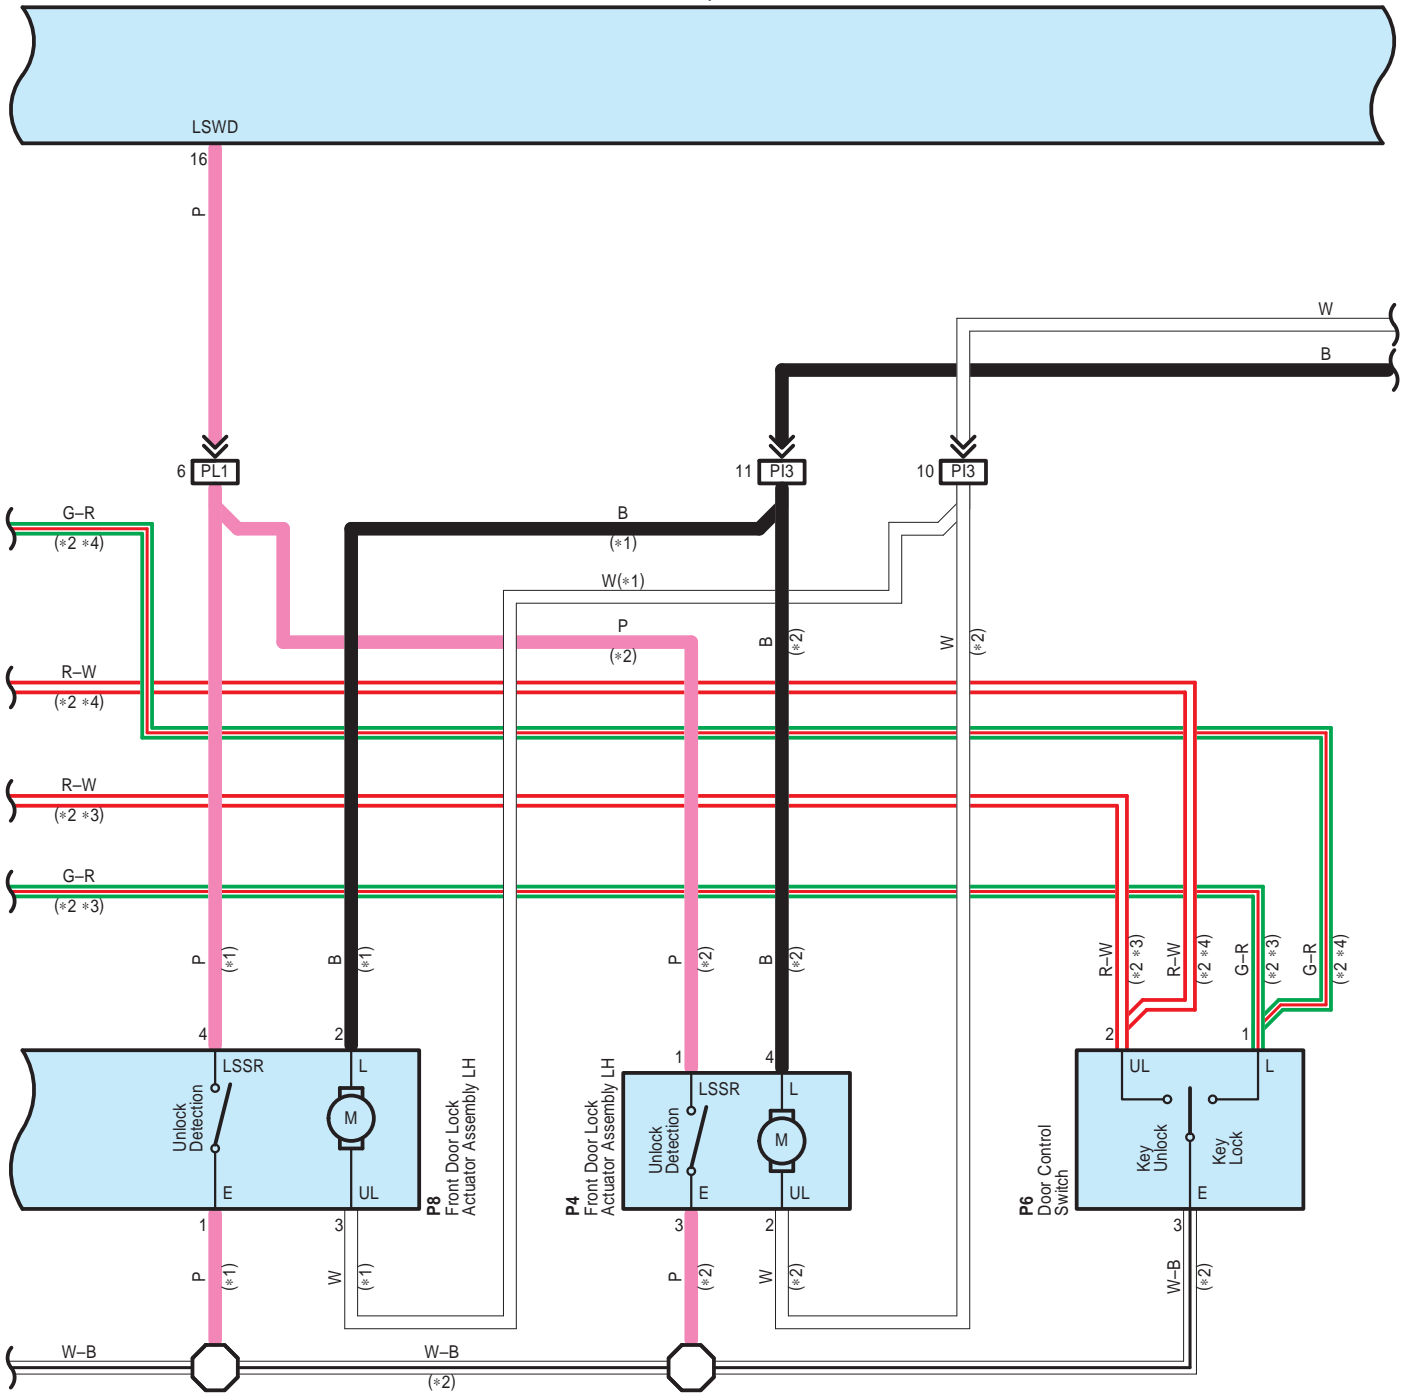 LSWD
16
P
W
B
6 PL1
11 PI3
10 PI3
G–R
(*2 *4)
B
(*1)
W(*1)
P
(*2)
B
(*2)
W
(*2)
R–W
(*2 *4)
R–W
(*2 *3)
G–R
(*2 *3)
P
(*1)
B
(*1)
P
(*2)
B
(*2)
R–W
(*2 *3)
R–W
(*2 *4)
G–R
(*2 *3)
G–R
(*2 *4)
4
2
1
4
2
1
LSSR
L
Unlock
Detection
M
E
UL
P8
Front Door Lock
Actuator Assembly LH
LSSR
L
Unlock
Detection
M
E
UL
P4
Front Door Lock
Actuator Assembly LH
UL
L
Key
Unlock
Key
Lock
E
P6
Door Control
Switch
1
3
3
2
3
P
(*1)
W
(*1)
P
(*2)
W
(*2)
W–B
(*2)
W–B
W–B
(*2)